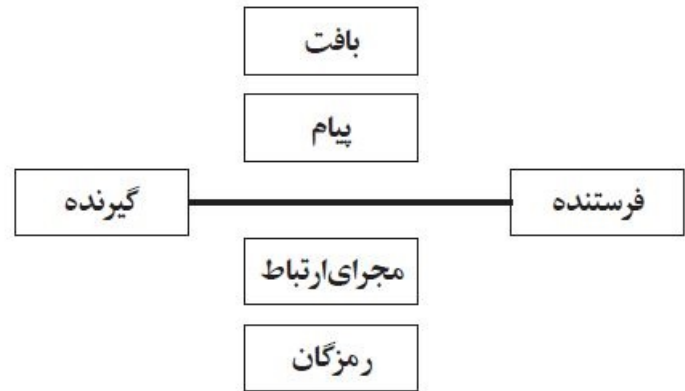 بافت
پیام
فرستنده
گیرنده
مجرای‌ارتباط
رمزگان